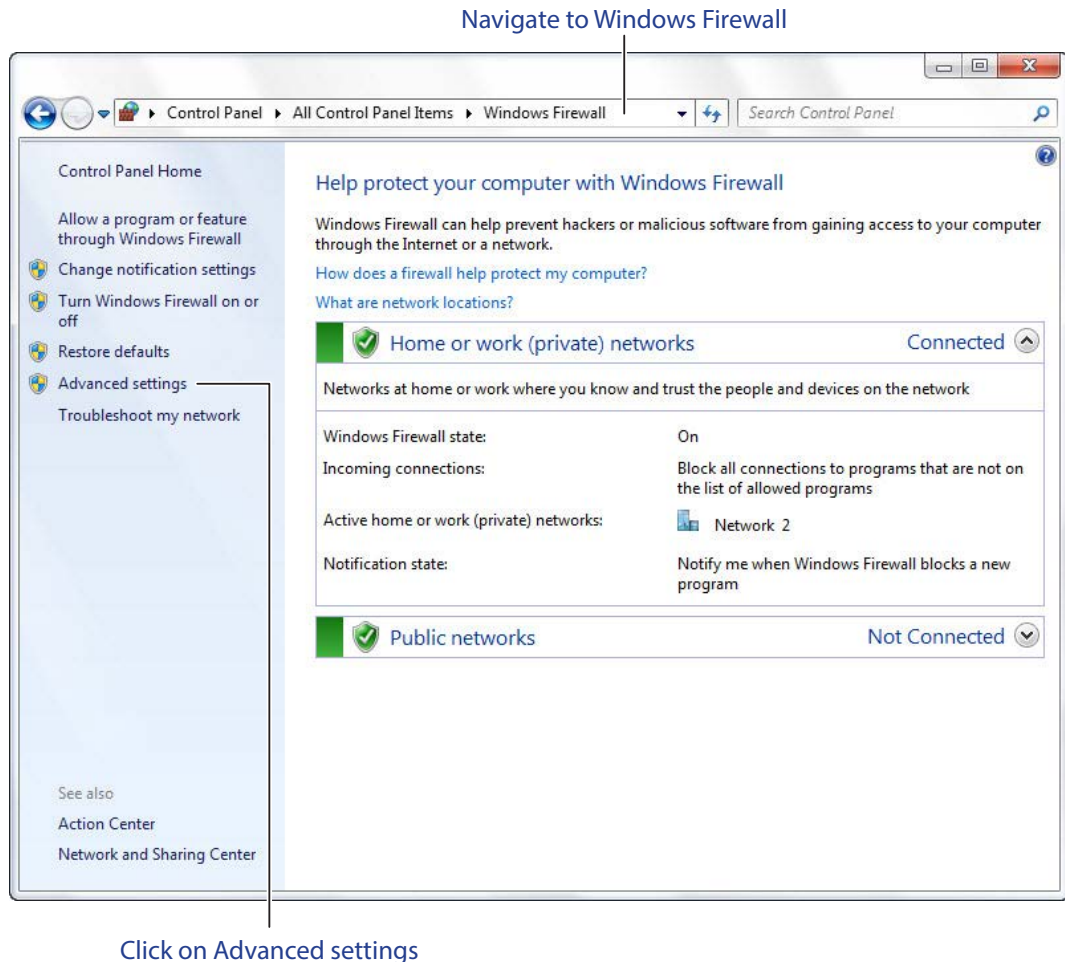 Navigate to Windows Firewall
Control Panel ▸ All Control Panel Items ▸ Windows Firewall
Search Control Panel
Control Panel Home
Allow a program or feature
through Windows Firewall
Change notification settings
Turn Windows Firewall on or
off
Restore defaults
Advanced settings
Troubleshoot my network
See also
Action Center
Network and Sharing Center
Help protect your computer with Windows Firewall
Windows Firewall can help prevent hackers or malicious software from gaining access to your computer
through the Internet or a network.
How does a firewall help protect my computer?
What are network locations?
Home or work (private) networks Connected
Networks at home or work where you know and trust the people and devices on the network
Windows Firewall state: On
Incoming connections: Block all connections to programs that are not on
the list of allowed programs
Active home or work (private) networks: Network 2
Notification state: Notify me when Windows Firewall blocks a new
program
Public networks Not Connected
Click on Advanced settings